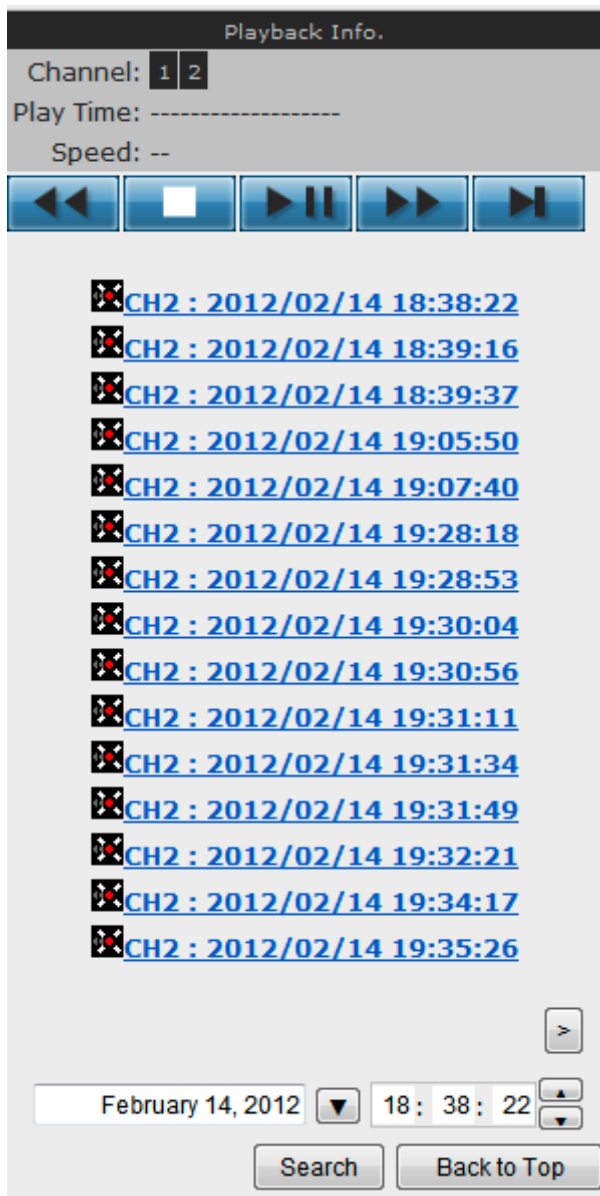 Playback Info.
Channel: 1 2
Play Time: -------------------
Speed: --
CH2 : 2012/02/14 18:38:22
CH2 : 2012/02/14 18:39:16
CH2 : 2012/02/14 18:39:37
CH2 : 2012/02/14 19:05:50
CH2 : 2012/02/14 19:07:40
CH2 : 2012/02/14 19:28:18
CH2 : 2012/02/14 19:28:53
CH2 : 2012/02/14 19:30:04
CH2 : 2012/02/14 19:30:56
CH2 : 2012/02/14 19:31:11
CH2 : 2012/02/14 19:31:34
CH2 : 2012/02/14 19:31:49
CH2 : 2012/02/14 19:32:21
CH2 : 2012/02/14 19:34:17
CH2 : 2012/02/14 19:35:26
>
February 14, 2012 18: 38: 22
Search Back to Top